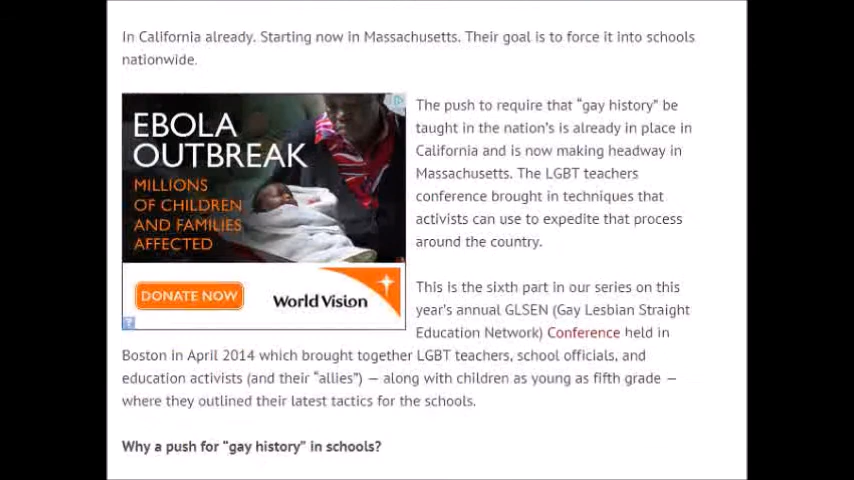 In California already. Starting now in Massachusetts. Their goal is to force it into schools
nationwide.
EBOLA
OUTBREAK
MILLIONS
OF CHILDREN
AND FAMILIES
AFFECTED
DONATE NOW
World Vision
The push to require that “gay history” be
taught in the nation’s is already in place in
California and is now making headway in
Massachusetts. The LGBT teachers
conference brought in techniques that
activists can use to expedite that process
around the country.
This is the sixth part in our series on this
year's annual GLSEN (Gay Lesbian Straight
Education Network) Conference held in
Boston in April 2014 which brought together LGBT teachers, school officials, and
education activists (and their “allies”) — along with children as young as fifth grade —
where they outlined their latest tactics for the schools.
Why a push for “gay history” in schools?